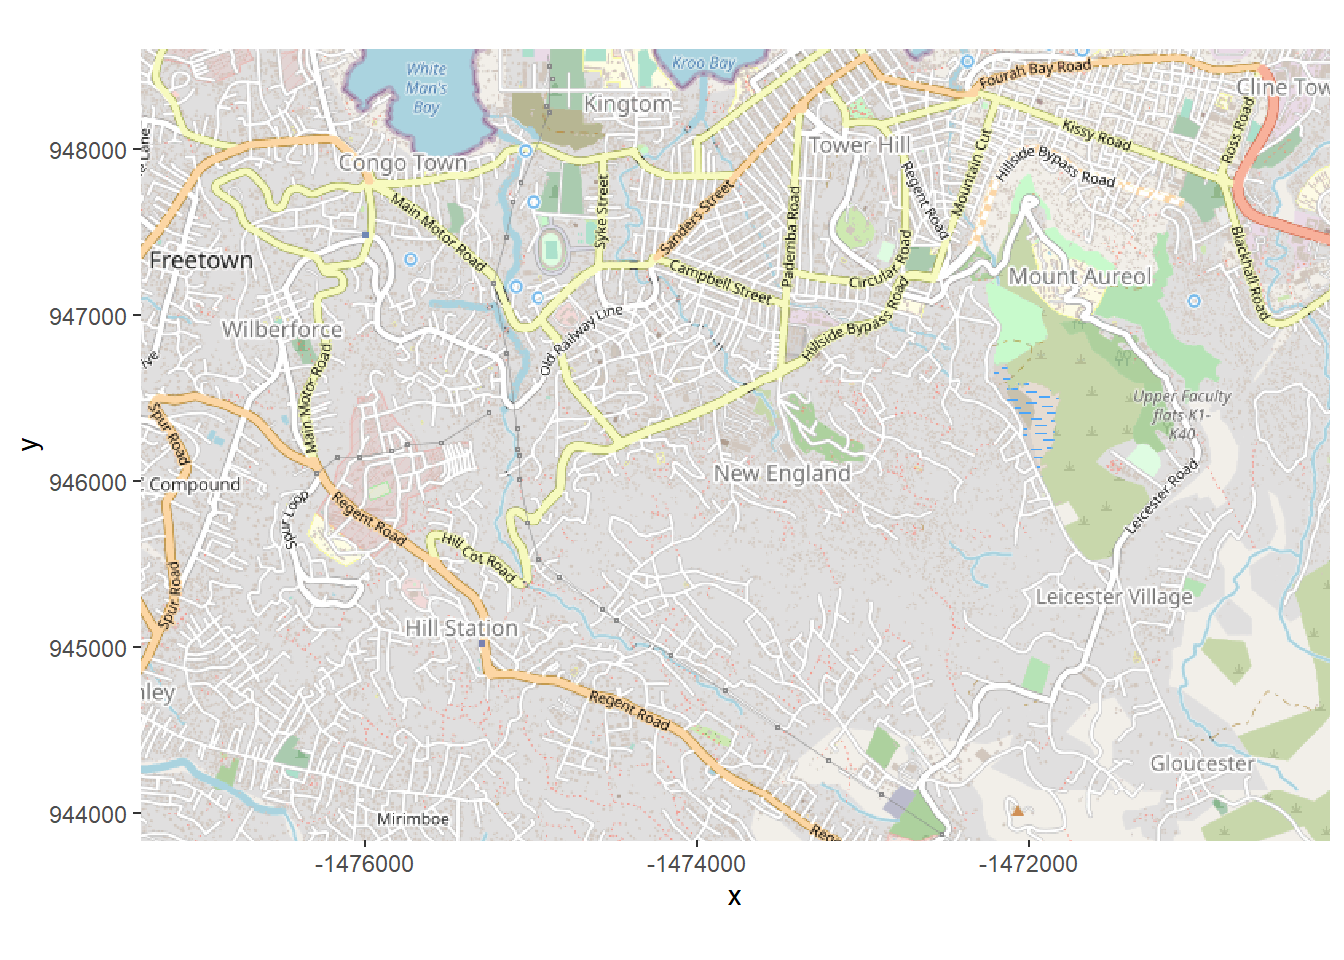 White
Man's
Bay
Kroo Bay
Kingtom
Fourah Bay Road
Cline Tow
948000
Lane
Congo Town
Tower Hill
Kissy Road
Ross Road
Hillside Bypass Road
Mountain Cut
Regent Road
Main Motor Road
Syke Street
Sanders Street
Pademba Road
Freetown
Campbell Street
Circular Road
Mount Aureol
Blackhall Road
947000
Wilberforce
Old Railway Line
Hillside Bypass Road
Main Motor Road
Upper Faculty
flats K1-
K40
Spur Road
y
946000
Compound
New England
Leicester Road
Spur Loop
Regent Road
Hill Cot Road
Spur Road
Leicester Village
945000
Hill Station
nley
Regent Road
Gloucester
944000
Mirimboe
Reg
-1476000
-1474000
-1472000
x